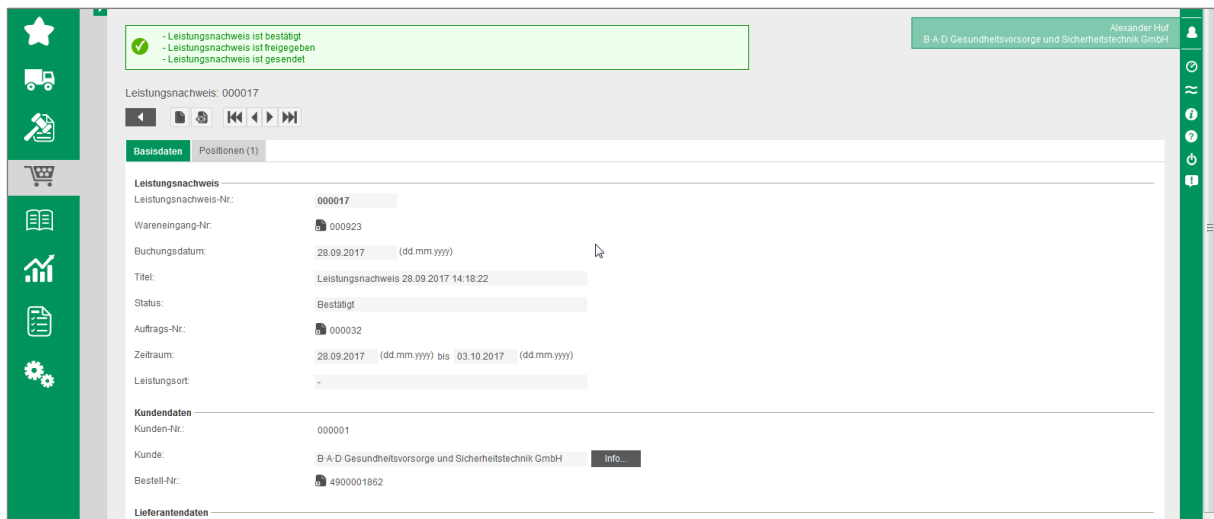 Alexander Huf
B·A·D Gesundheitsvorsorge und Sicherheitstechnik GmbH
- Leistungsnachweis ist bestätigt
- Leistungsnachweis ist freigegeben
- Leistungsnachweis ist gesendet
Leistungsnachweis: 000017
Basisdaten Positionen (1)
Leistungsnachweis
Leistungsnachweis-Nr.: 000017
Wareneingang-Nr: 000923
Buchungsdatum: 28.09.2017 (dd.mm.yyyy)
Titel: Leistungsnachweis 28.09.2017 14:18:22
Status: Bestätigt
Auftrags-Nr.: 000032
Zeitraum: 28.09.2017 (dd.mm.yyyy) bis 03.10.2017 (dd.mm.yyyy)
Leistungsort: -
Kundendaten
Kunden-Nr.: 000001
Kunde: B·A·D Gesundheitsvorsorge und Sicherheitstechnik GmbH Info...
Bestell-Nr.: 4900001862
Lieferantendaten